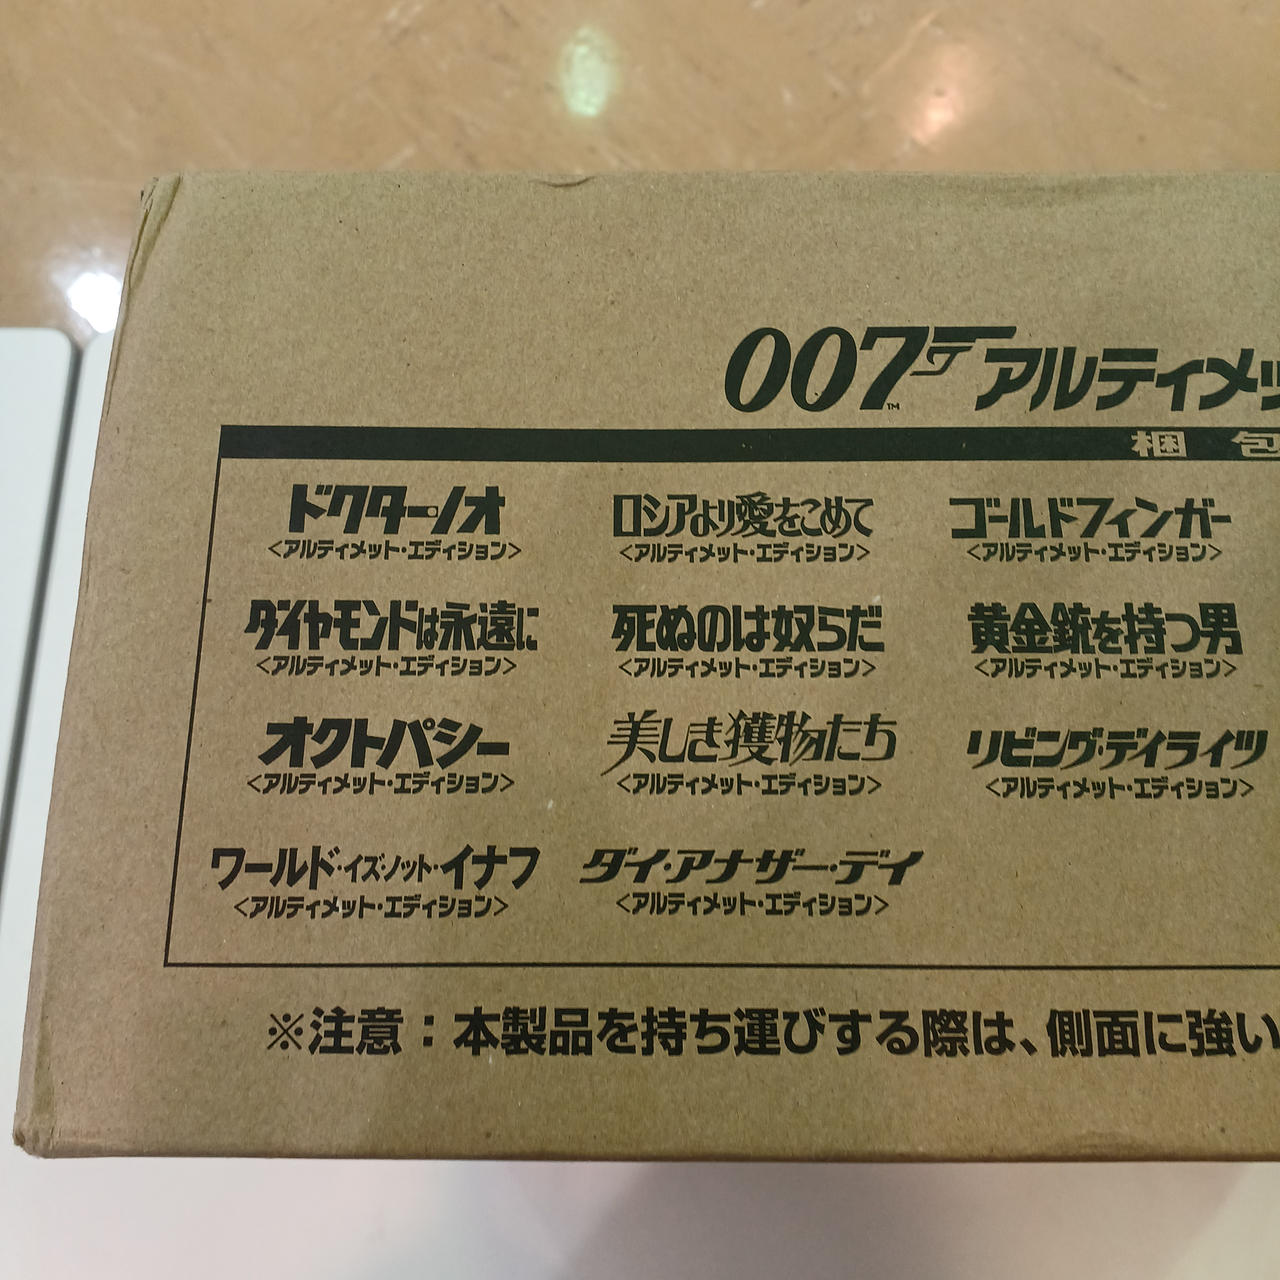 007 アルティメッ
TM
梱 包
ドクター・ノオ
<アルティメット・エディション>
ロシアより愛をこめて
<アルティメット・エディション>
ゴールドフィンガー
<アルティメット・エディション>
ダイヤモンドは永遠に
<アルティメット・エディション>
死ぬのは奴らだ
<アルティメット・エディション>
黄金銃を持つ男
<アルティメット・エディション>
オクトパシー
<アルティメット・エディション>
美しき獲物たち
<アルティメット・エディション>
リビング・デイライツ
<アルティメット・エディション>
ワールド・イズ・ノット・イナフ
<アルティメット・エディション>
ダイ・アナザー・デイ
<アルティメット・エディション>
※注意：本製品を持ち運びする際は、側面に強い